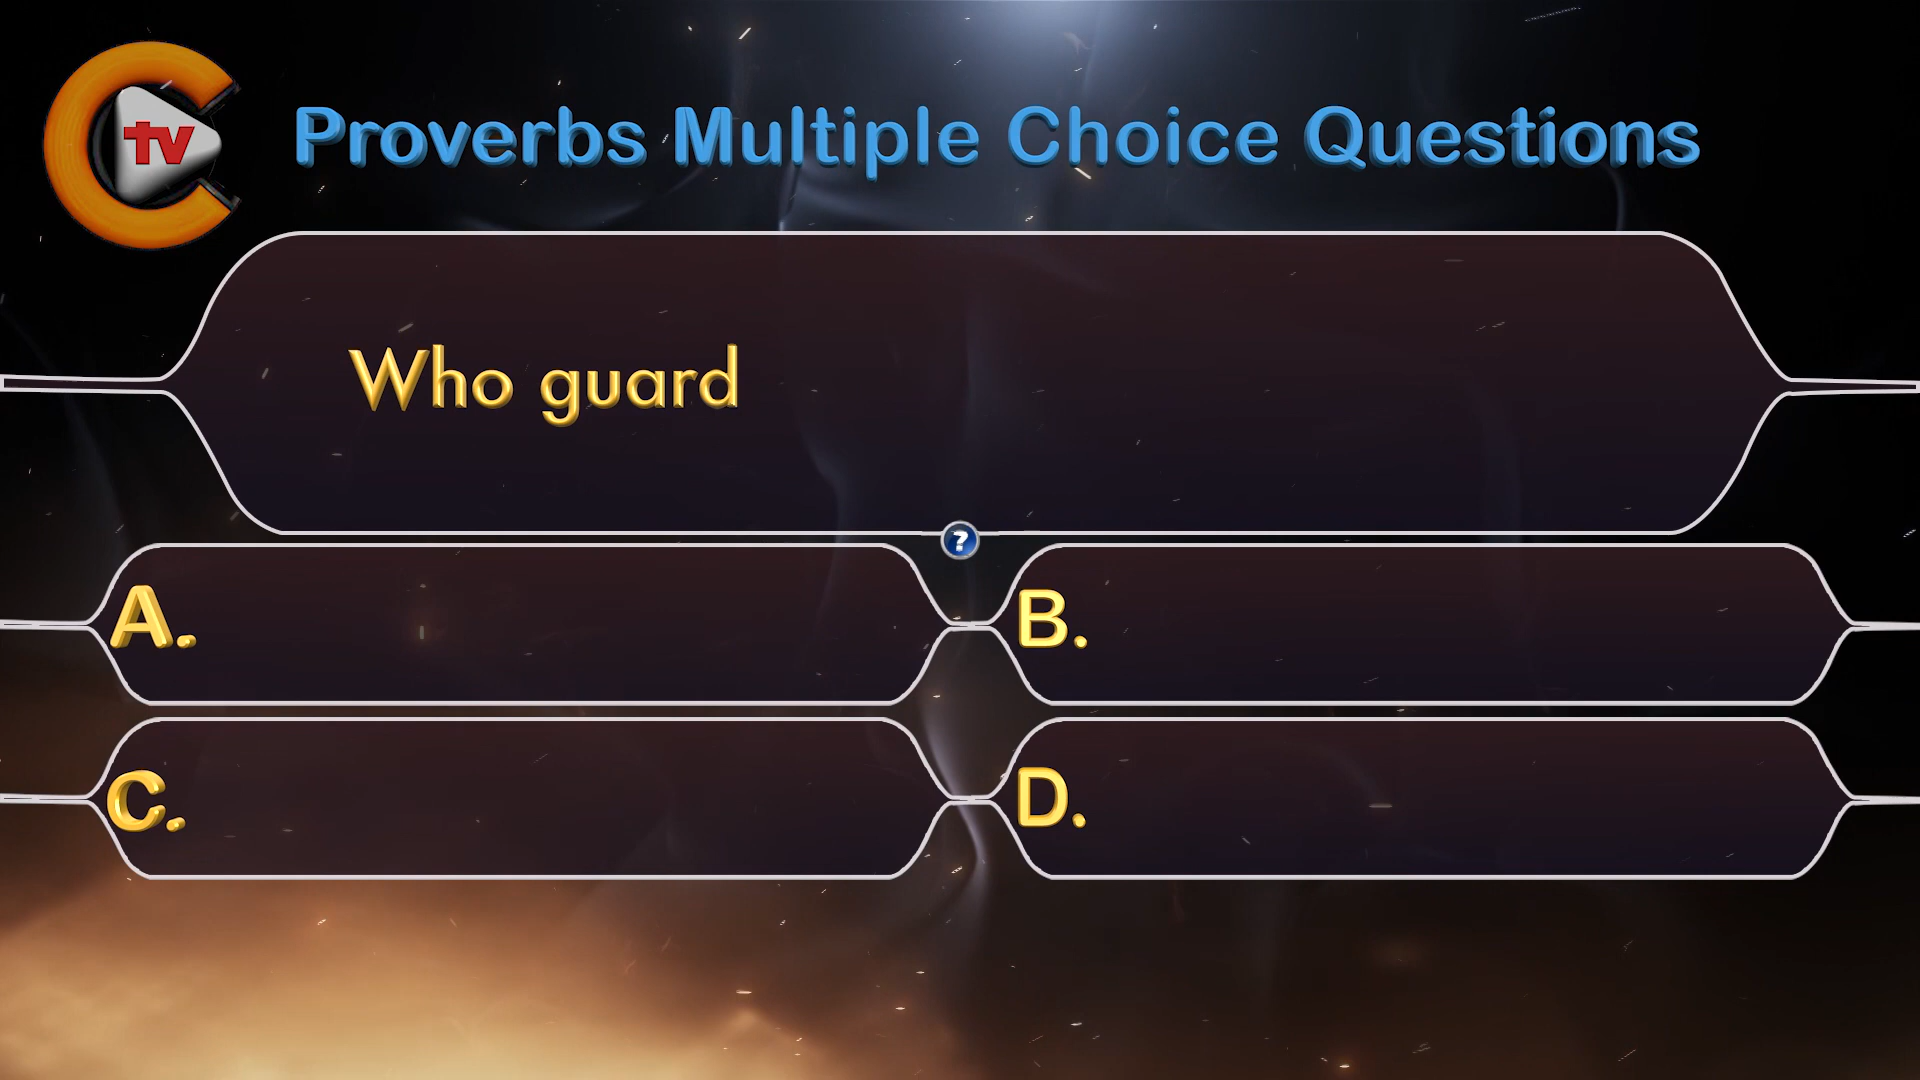 tv
Proverbs Multiple Choice Questions
Who guard
?
A.
B.
C.
D.